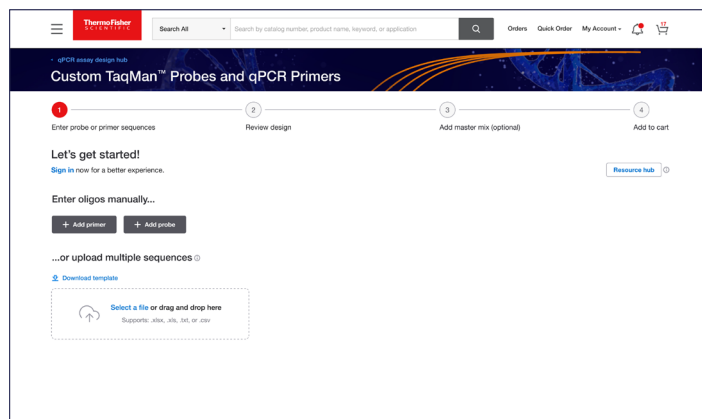 ThermoFisher
SCIENTIFIC
Search All
Search by catalog number, product name, keyword, or application
Orders
Quick Order
My Account
17
qPCR assay design hub
Custom TaqMan™ Probes and qPCR Primers
1
2
3
4
Enter probe or primer sequences
Review design
Add master mix (optional)
Add to cart
Let's get started!
Sign in now for a better experience.
Resource hub
Enter oligos manually...
+ Add primer
+ Add probe
...or upload multiple sequences
Download template
Select a file or drag and drop here
Supports: .xlsx, .xls, .txt, or .csv